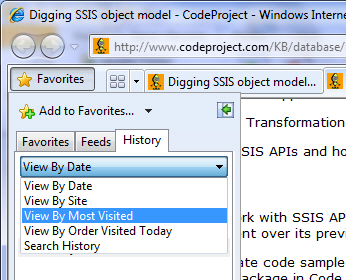 Digging SSIS object model - CodeProject - Windows Interne
http://www.codeproject.com/KB/database/
Favorites
Digging SSIS object model...
Add to Favorites...
Transformation
Favorites Feeds History
SSIS APIs and ho
View By Date
View By Date
View By Site
View By Most Visited
rk with SSIS AP
View By Order Visited Today
nt over its previ
Search History
ate code sample
ackage in Code